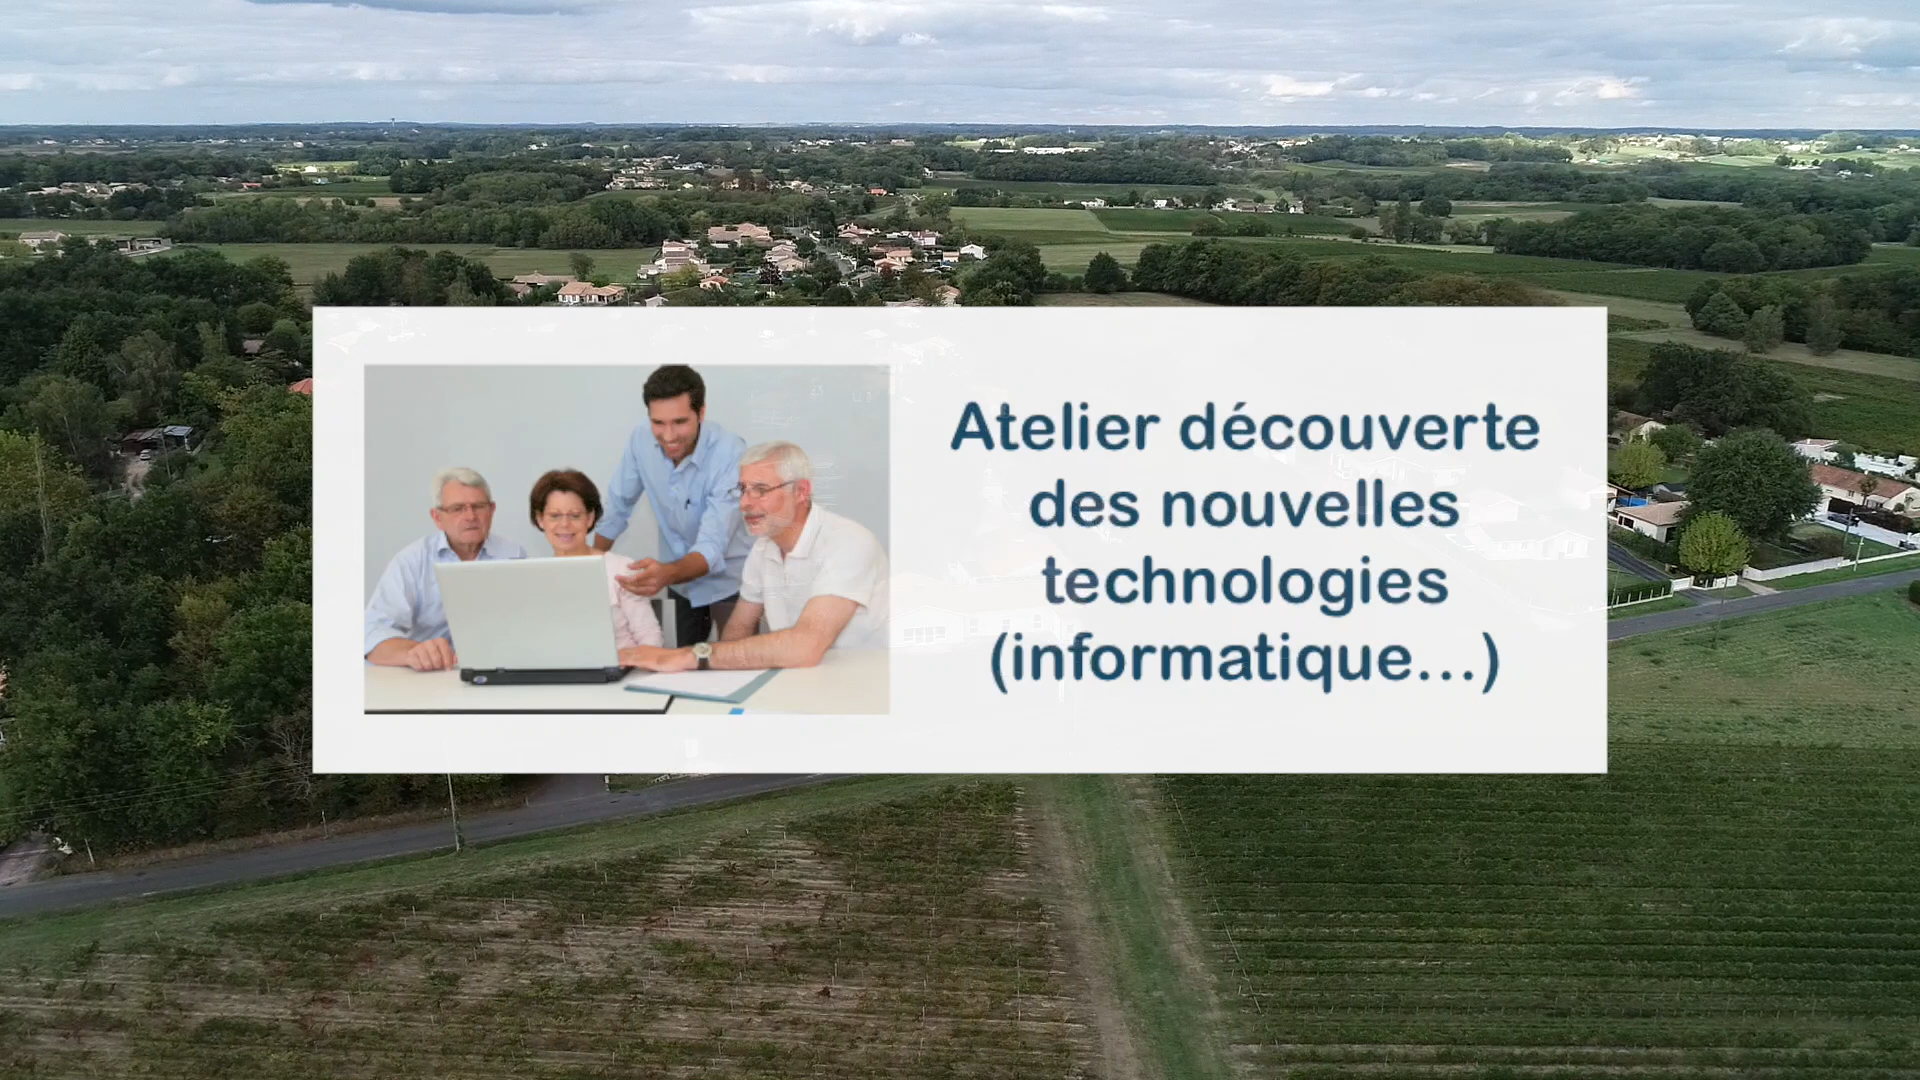 Atelier découverte
des nouvelles
technologies
(informatique...)